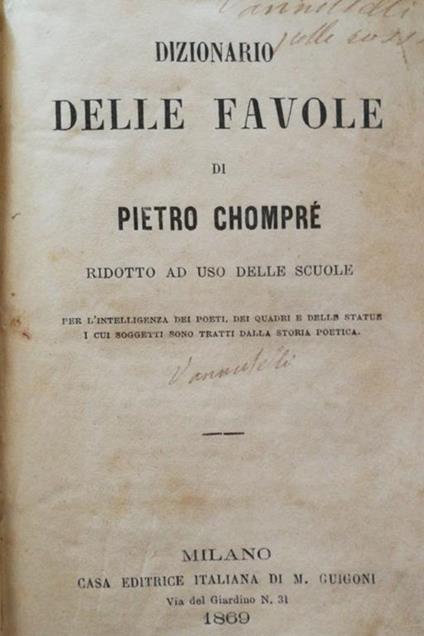 DIZIONARIO
DELLE FAVOLE
DI
PIETRO CHOMPRÉ
RIDOTTO AD USO DELLE SCUOLE
PER L'INTELLIGENZA DEI POETI, DEI QUADRI E DELLE STATUE
I CUI SOGGETTI SONO TRATTI DALLA STORIA POETICA.
Vannutelli
MILANO
CASA EDITRICE ITALIANA DI M. GUIGONI
Via del Giardino N. 31
1869